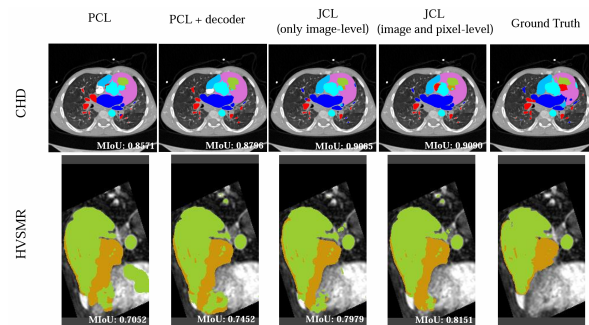 PCL
PCL + decoder
JCL
(only image-level)
JCL
(image and pixel-level)
Ground Truth
CHD
MIoU: 0.8571
MIoU: 0.8796
MIoU: 0.9065
MIoU: 0.9090
HVSMR
MIoU: 0.7052
MIoU: 0.7452
MIoU: 0.7979
MIoU: 0.8151